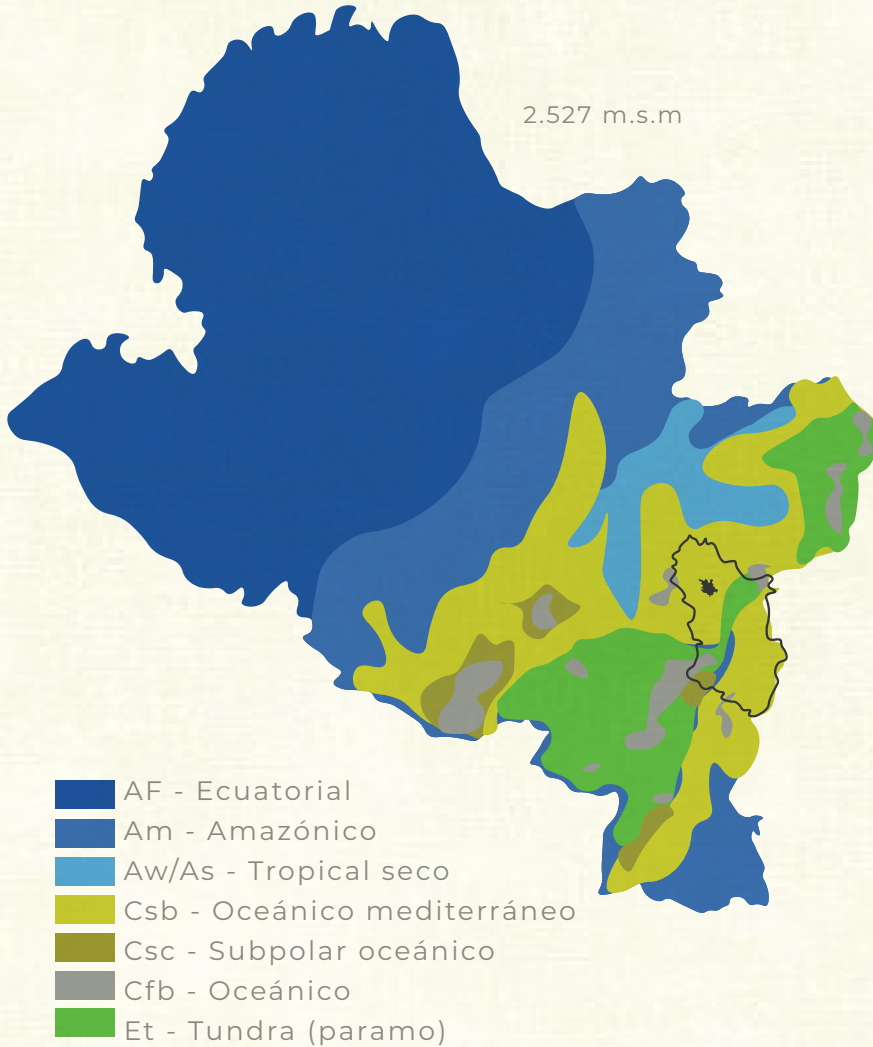 2.527 m.s.m
AF - Ecuatorial
Am - Amazónico
Aw/As - Tropical seco
Csb - Oceánico mediterráneo
Csc - Subpolar oceánico
Cfb - Oceánico
Et - Tundra (paramo)